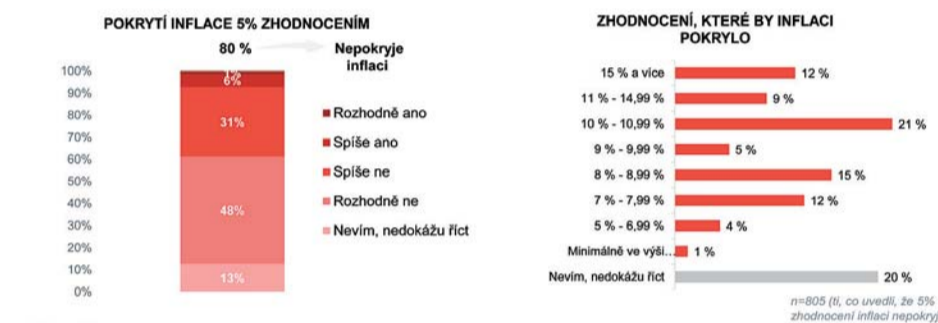 POKRYTÍ INFLACE 5% ZHODNOCENÍM
80 %
Nepokryje
inflaci
100%
90%
80%
70%
60%
50%
40%
30%
20%
10%
0%
1%
6%
31%
48%
13%
Rozhodně ano
Spíše ano
Spíše ne
Rozhodně ne
Nevím, nedokážu říct
ZHODNOCENÍ, KTERÉ BY INFLACI
POKRYLO
15 % a více 12 %
11 % - 14,99 % 9 %
10 % - 10,99 % 21 %
9 % - 9,99 % 5 %
8 % - 8,99 % 15 %
7 % - 7,99 % 12 %
5 % - 6,99 % 4 %
Minimálně ve výši... 1 %
Nevím, nedokážu říct 20 %
n=805 (ti, co uvedli, že 5%
zhodnocení inflaci nepokryj